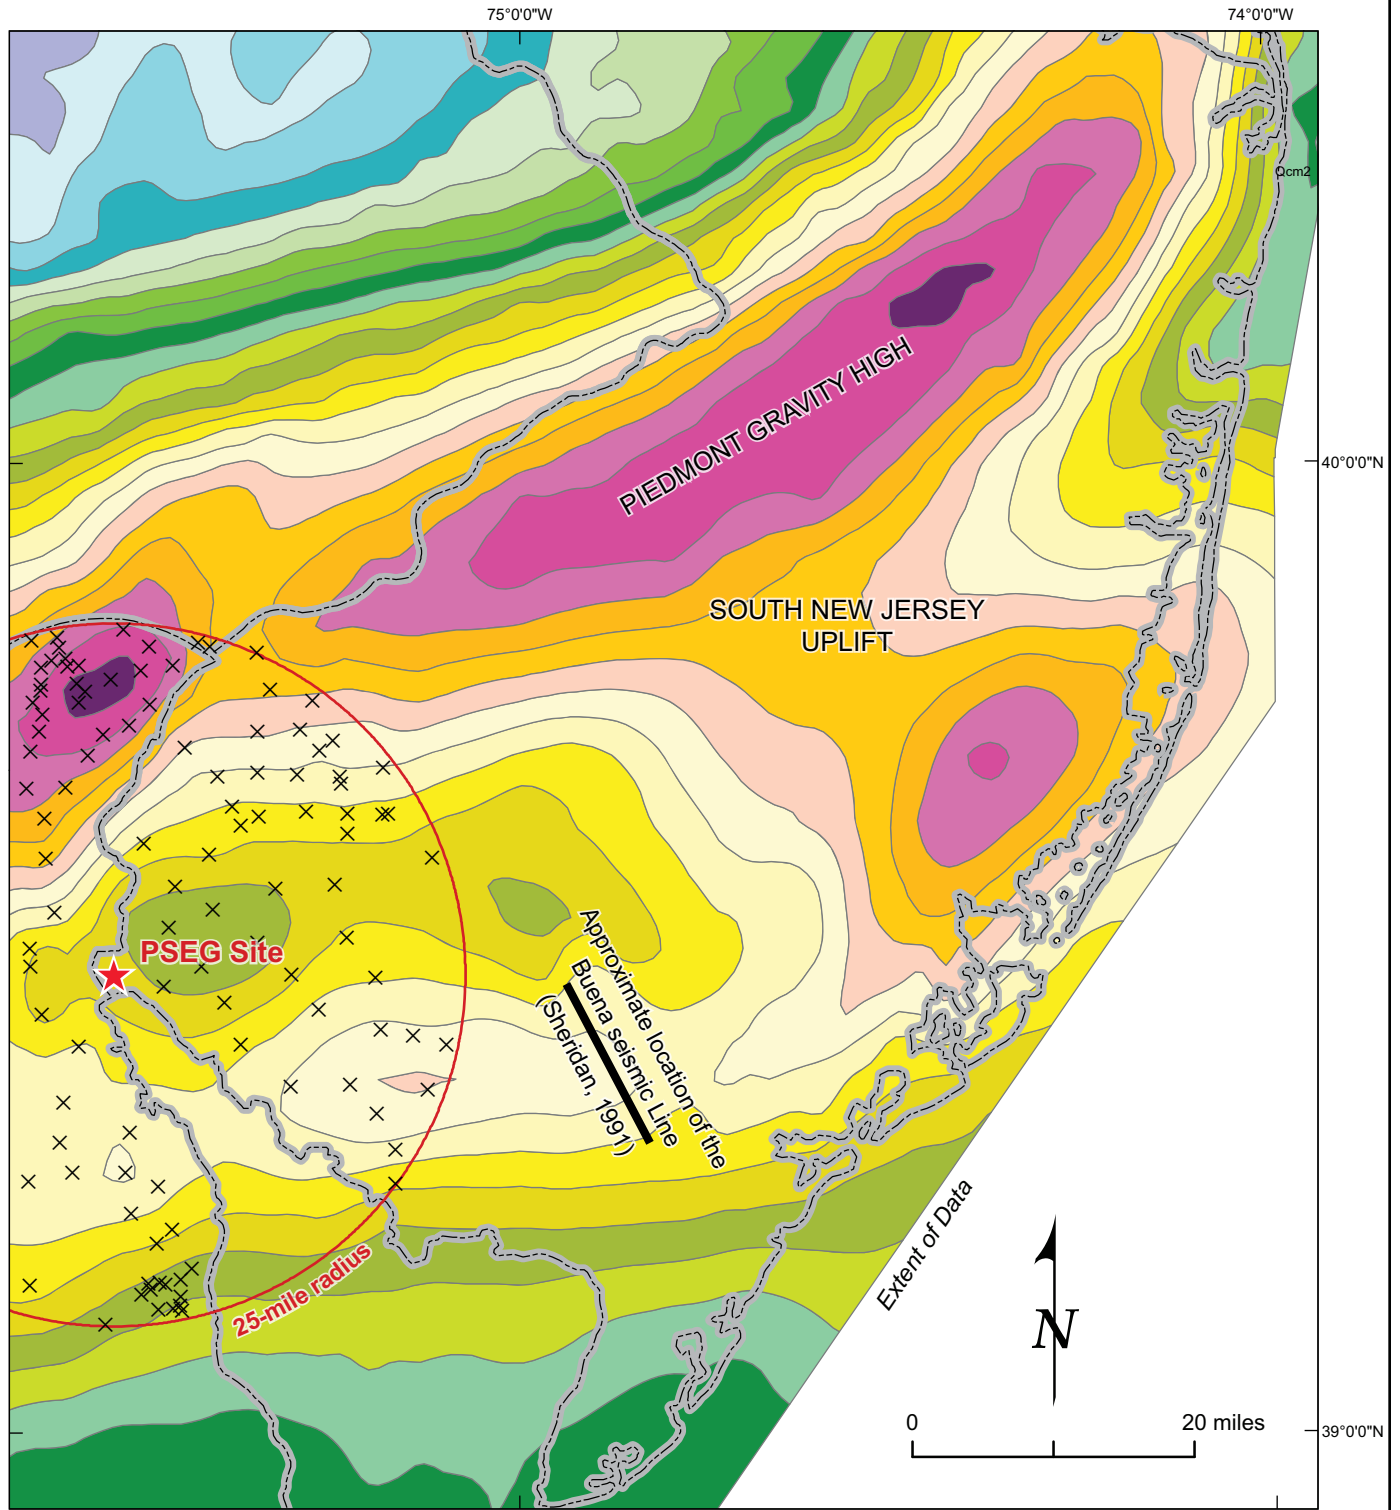 75°0'0"W
74°0'0"W
Qcm2
PIEDMONT GRAVITY HIGH
40°0'0"N
SOUTH NEW JERSEY
UPLIFT
PSEG Site
Approximate location of the
Buena seismic Line
(Sheridan, 1991)
25-mile radius
Extent of Data
N
0
20 miles
39°0'0"N